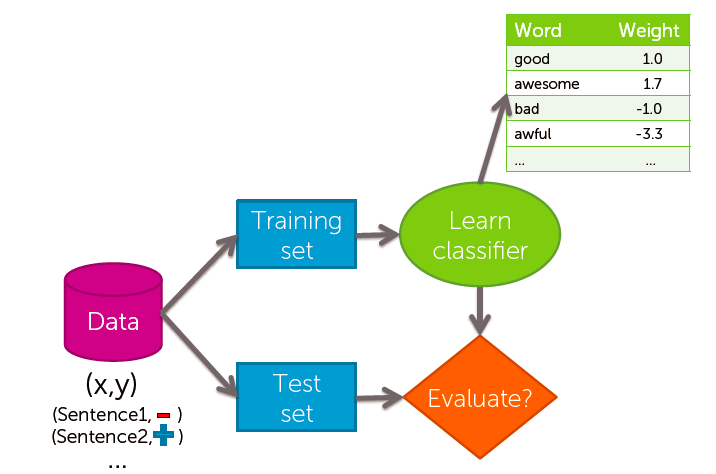 Word Weight
good 1.0
awesome 1.7
bad -1.0
awful -3.3
... ...
Training
set
Learn
classifier
Data
Test
set
Evaluate?
(x,y)
(Sentence1, - )
(Sentence2, + )
...